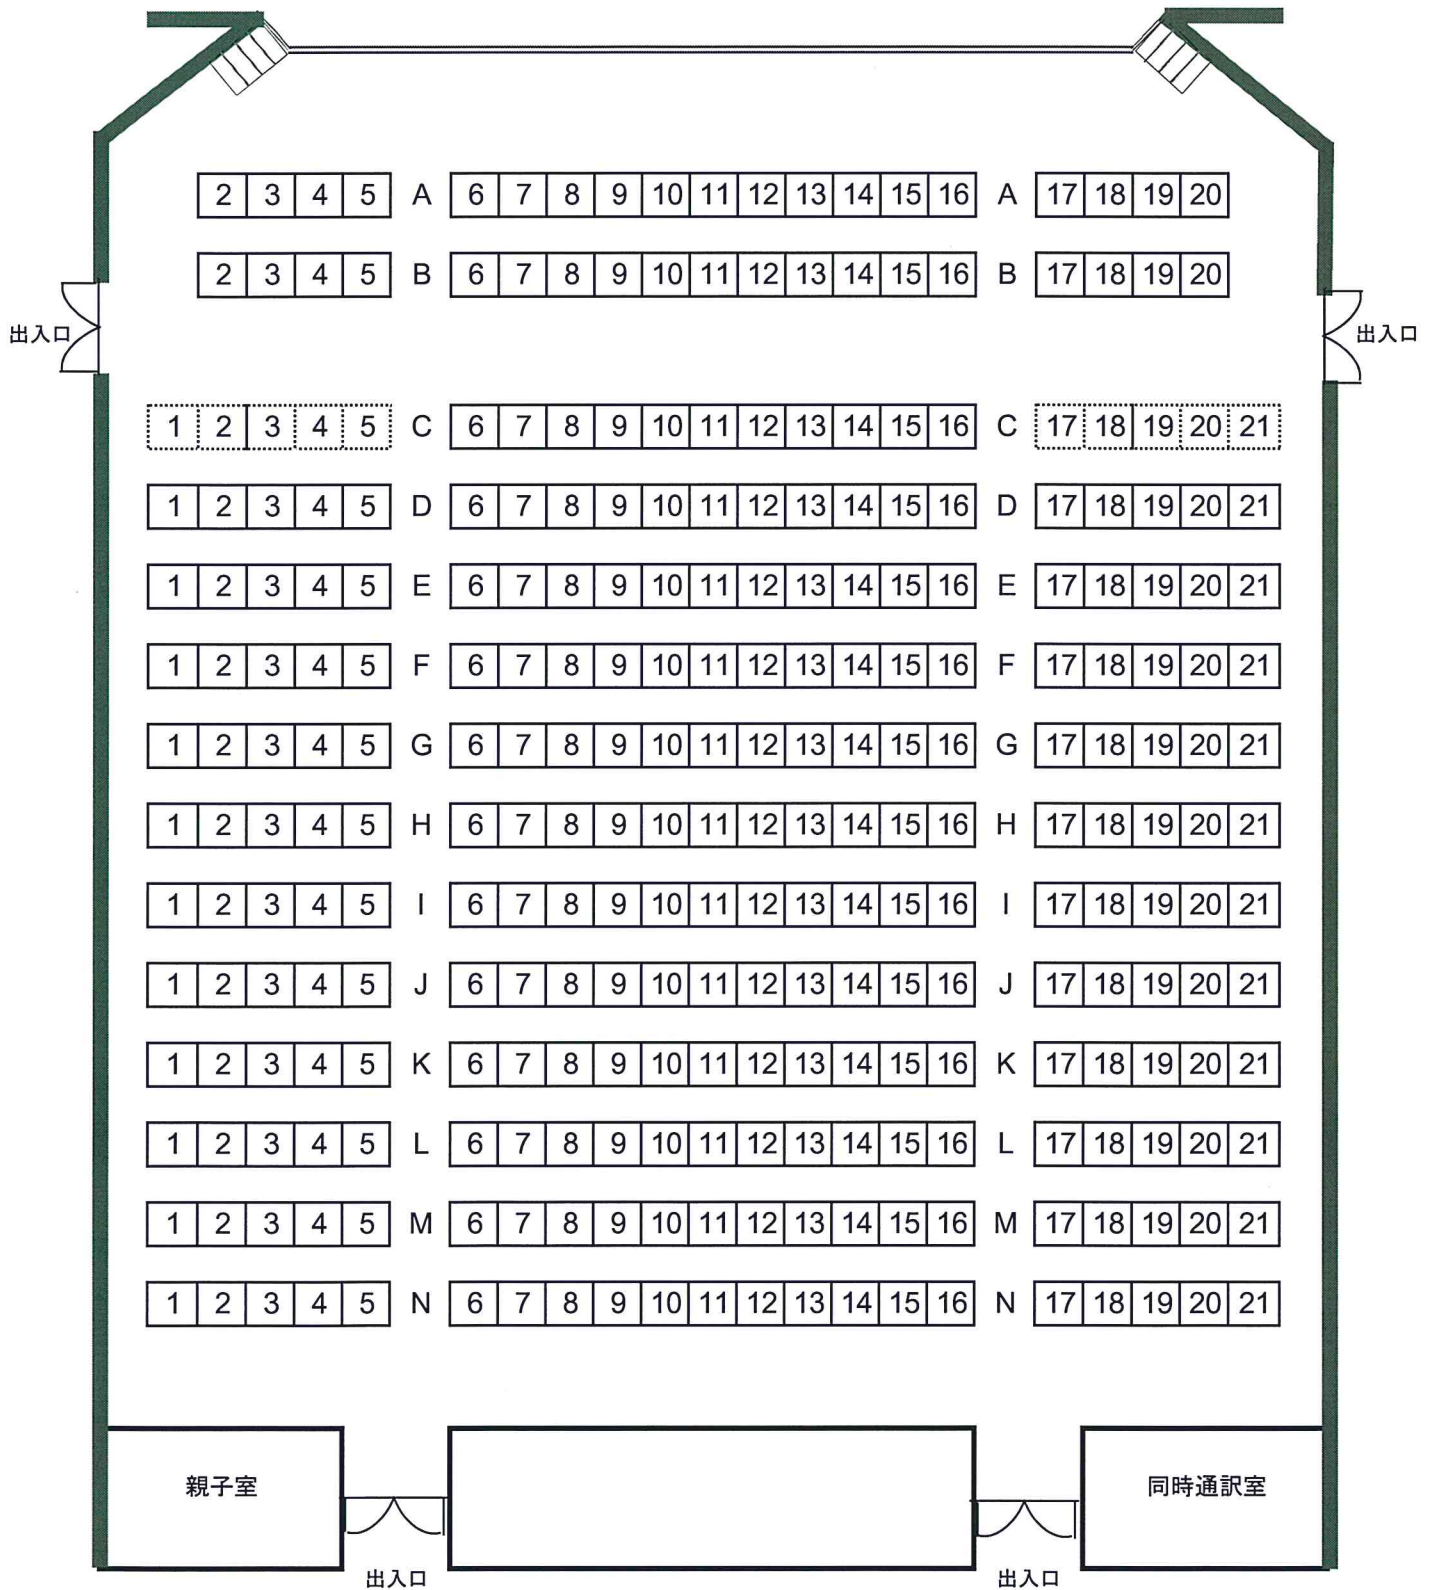 2 3 4 5 A 6 7 8 9 10 11 12 13 14 15 16 A 17 18 19 20
2 3 4 5 B 6 7 8 9 10 11 12 13 14 15 16 B 17 18 19 20
出入口 出入口
1 2 3 4 5 C 6 7 8 9 10 11 12 13 14 15 16 C 17 18 19 20 21
1 2 3 4 5 D 6 7 8 9 10 11 12 13 14 15 16 D 17 18 19 20 21
1 2 3 4 5 E 6 7 8 9 10 11 12 13 14 15 16 E 17 18 19 20 21
1 2 3 4 5 F 6 7 8 9 10 11 12 13 14 15 16 F 17 18 19 20 21
1 2 3 4 5 G 6 7 8 9 10 11 12 13 14 15 16 G 17 18 19 20 21
1 2 3 4 5 H 6 7 8 9 10 11 12 13 14 15 16 H 17 18 19 20 21
1 2 3 4 5 I 6 7 8 9 10 11 12 13 14 15 16 I 17 18 19 20 21
1 2 3 4 5 J 6 7 8 9 10 11 12 13 14 15 16 J 17 18 19 20 21
1 2 3 4 5 K 6 7 8 9 10 11 12 13 14 15 16 K 17 18 19 20 21
1 2 3 4 5 L 6 7 8 9 10 11 12 13 14 15 16 L 17 18 19 20 21
1 2 3 4 5 M 6 7 8 9 10 11 12 13 14 15 16 M 17 18 19 20 21
1 2 3 4 5 N 6 7 8 9 10 11 12 13 14 15 16 N 17 18 19 20 21
親子室 同時通訳室
出入口 出入口